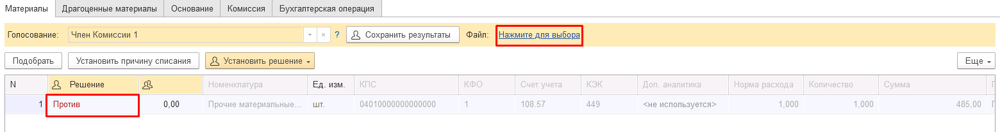 Материалы Драгоценные материалы Основание Комиссия Бухгалтерская операция
Голосование: Член Комиссии 1 ? Сохранить результаты Файл: Нажмите для выбора
Подобрать Установить причину списания Установить решение Еще
N Решение Номенклатура Ед. изм. КПС КФО Счет учета КЭК Доп. аналитика Норма расхода Количество Сумма
1 Против 0,00 Прочие материальные... шт. 04010000000000000 1 108.57 449 <не используется> 1,000 1,000 485,00